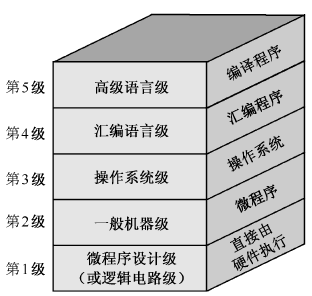 第5级
高级语言级
编译程序
第4级
汇编语言级
汇编程序
第3级
操作系统级
操作系统
第2级
一般机器级
微程序
第1级
微程序设计级
(或逻辑电路级)
直接由
硬件执行